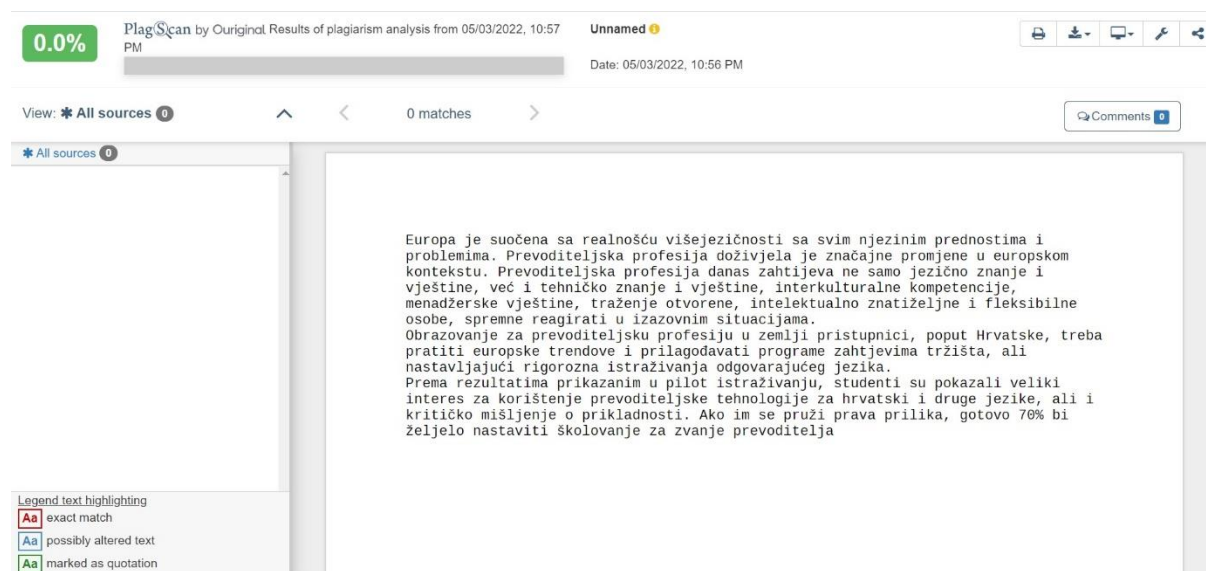 0.0%
PlagScan by Ouriginal Results of plagiarism analysis from 05/03/2022, 10:57
PM
Unnamed
Date: 05/03/2022, 10:56 PM
View: ✱ All sources 0
0 matches
Comments 0
✱ All sources 0
Europa je suočena sa realnošću višejezičnosti sa svim njezinim prednostima i
problemima. Prevoditeljska profesija doživjela je značajne promjene u europskom
kontekstu. Prevoditeljska profesija danas zahtijeva ne samo jezično znanje i
vještine, već i tehničko znanje i vještine, interkulturalne kompetencije,
menadžerske vještine, traženje otvorene, intelektualno znatiželjne i fleksibilne
osobe, spremne reagirati u izazovnim situacijama.
Obrazovanje za prevoditeljsku profesiju u zemlji pristupnici, poput Hrvatske, treba
pratiti europske trendove i prilagođavati programe zahtjevima tržišta, ali
nastavljajući rigorozna istraživanja odgovarajućeg jezika.
Prema rezultatima prikazanim u pilot istraživanju, studenti su pokazali veliki
interes za korištenje prevoditeljske tehnologije za hrvatski i druge jezike, ali i
kritičko mišljenje o prikladnosti. Ako im se pruži prava prilika, gotovo 70% bi
željelo nastaviti školovanje za zvanje prevoditelja
Legend text highlighting
Aa exact match
Aa possibly altered text
Aa marked as quotation